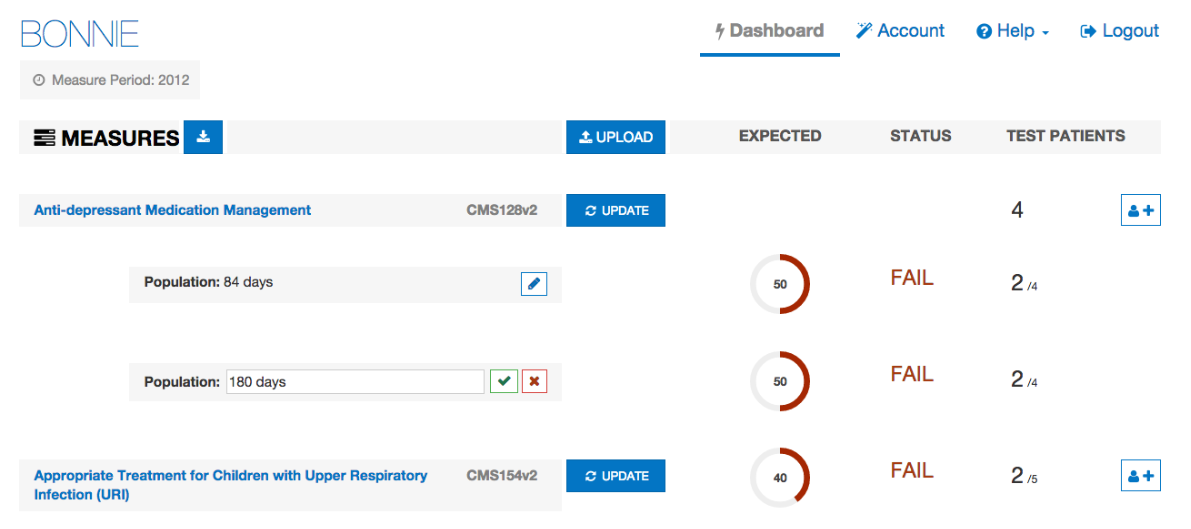 BONNIE
Dashboard Account Help Logout
Measure Period: 2012
MEASURES UPLOAD EXPECTED STATUS TEST PATIENTS
Anti-depressant Medication Management CMS128v2 UPDATE 4
Population: 84 days 50 FAIL 2 /4
Population: 180 days 50 FAIL 2 /4
Appropriate Treatment for Children with Upper Respiratory CMS154v2 UPDATE 40 FAIL 2 /5
Infection (URI)